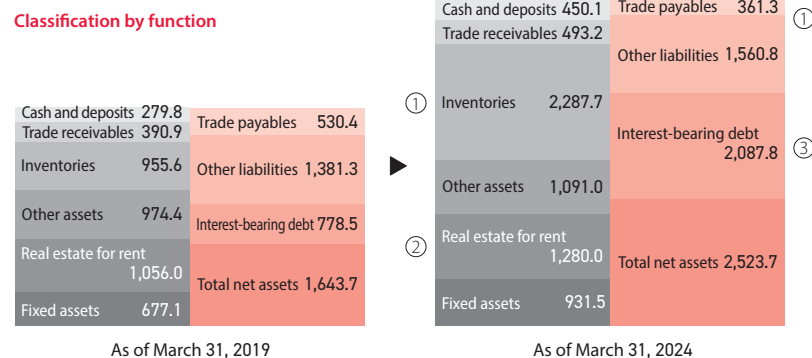 Classification by function
Cash and deposits 279.8
Trade receivables 390.9
Inventories 955.6
Other assets 974.4
Real estate for rent
1,056.0
Fixed assets 677.1
Trade payables 530.4
Other liabilities 1,381.3
Interest-bearing debt 778.5
Total net assets 1,643.7
As of March 31, 2019
▶
Cash and deposits 450.1
Trade receivables 493.2
① Inventories 2,287.7
Other assets 1,091.0
② Real estate for rent
1,280.0
Fixed assets 931.5
Trade payables 361.3 ①
Other liabilities 1,560.8
Interest-bearing debt
2,087.8 ③
Total net assets 2,523.7
As of March 31, 2024